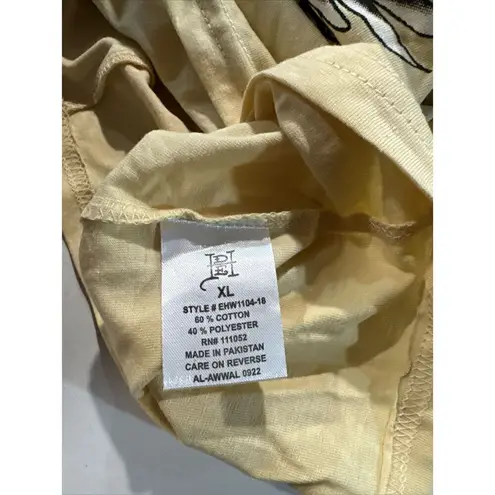 XL
STYLE # EHW1104-18
60 % COTTON
40 % POLYESTER
RN# 111052
MADE IN PAKISTAN
CARE ON REVERSE
AL-AWWAL 0922